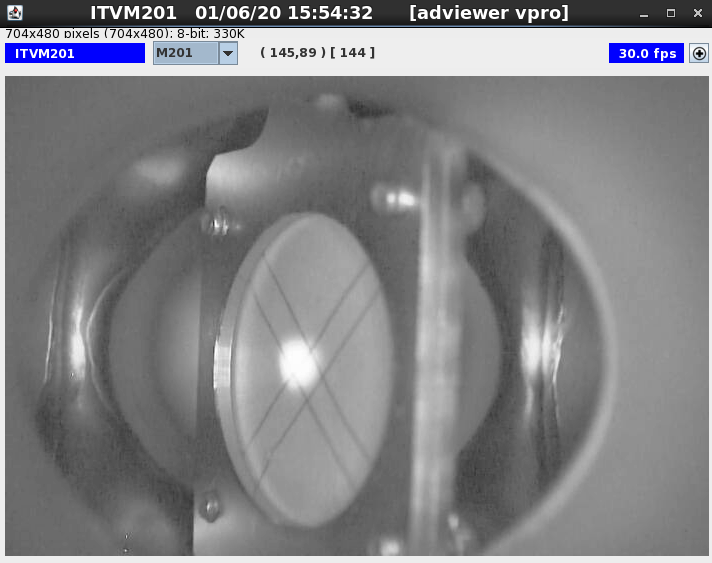 ITVM201 01/06/20 15:54:32 [adviewer vpro]
704x480 pixels (704x480); 8-bit; 330K
ITVM201 M201 ( 145,89 ) [ 144 ] 30.0 fps